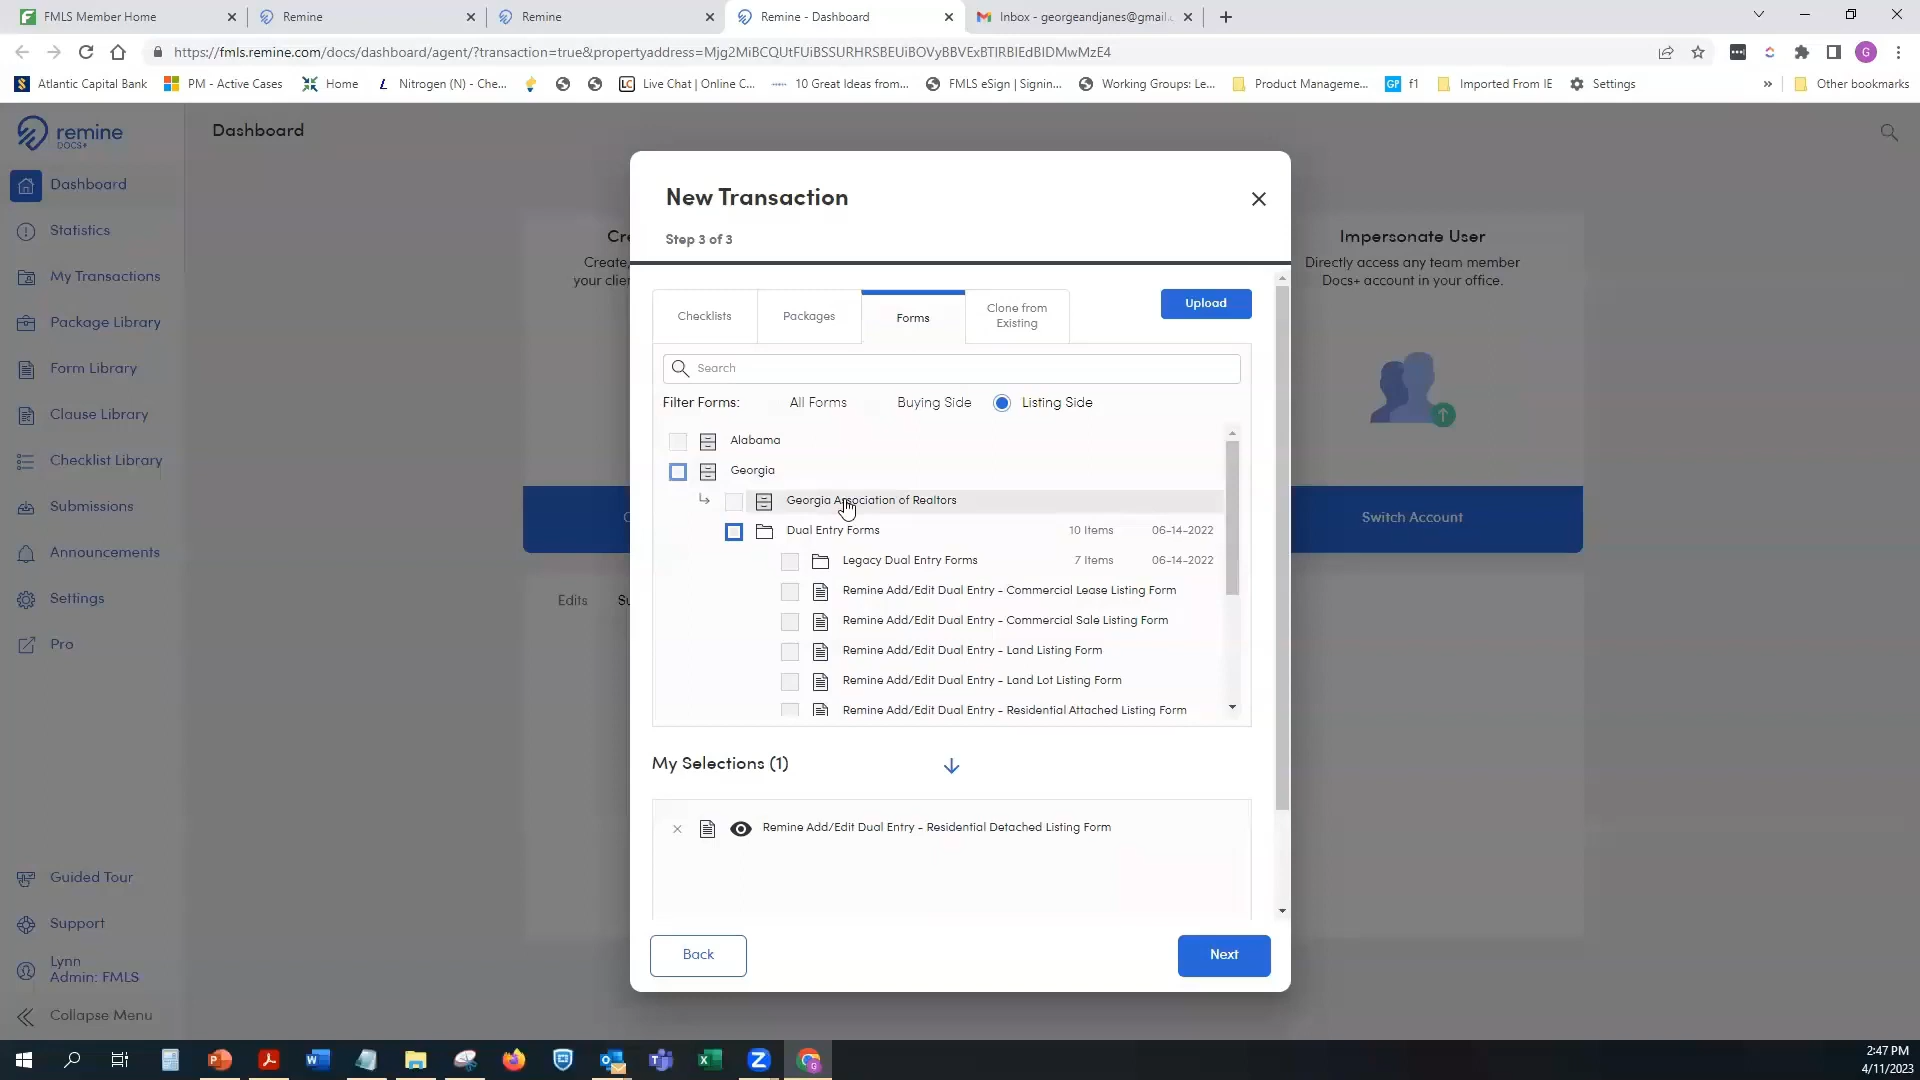 FMLS Member Home
Remine
Remine
Remine - Dashboard
Inbox - georgeandjanes@gmail.
https://fmls.remine.com/docs/dashboard/agent/?transaction=true&propertyaddress=Mjg2MiBCQUtFUiBSSURHRSBEUiBOVyBBVExBTlRBIEdBIDMwMzE4
G
Atlantic Capital Bank
PM - Active Cases
Home
Nitrogen (N) - Che...
LC Live Chat | Online C...
10 Great Ideas from...
FMLS eSign | Signin...
Working Groups: Le...
Product Manageme...
GP f1
Imported From IE
Settings
Other bookmarks
remine
DOCS+
Dashboard
Dashboard
Statistics
My Transactions
Package Library
Form Library
Clause Library
Checklist Library
Submissions
Announcements
Settings
Pro
Guided Tour
Support
Lynn
Admin: FMLS
Collapse Menu
Cre
Create,
your clien
C
Edits Su
New Transaction
Step 3 of 3
Checklists
Packages
Forms
Clone from
Existing
Upload
Search
Filter Forms: All Forms Buying Side Listing Side
Alabama
Georgia
Georgia Association of Realtors
Dual Entry Forms 10 Items 06-14-2022
Legacy Dual Entry Forms 7 Items 06-14-2022
Remine Add/Edit Dual Entry - Commercial Lease Listing Form
Remine Add/Edit Dual Entry - Commercial Sale Listing Form
Remine Add/Edit Dual Entry - Land Listing Form
Remine Add/Edit Dual Entry - Land Lot Listing Form
Remine Add/Edit Dual Entry - Residential Attached Listing Form
My Selections (1)
Remine Add/Edit Dual Entry - Residential Detached Listing Form
Back
Next
Impersonate User
Directly access any team member
Docs+ account in your office.
Switch Account
2:47 PM
4/11/2023